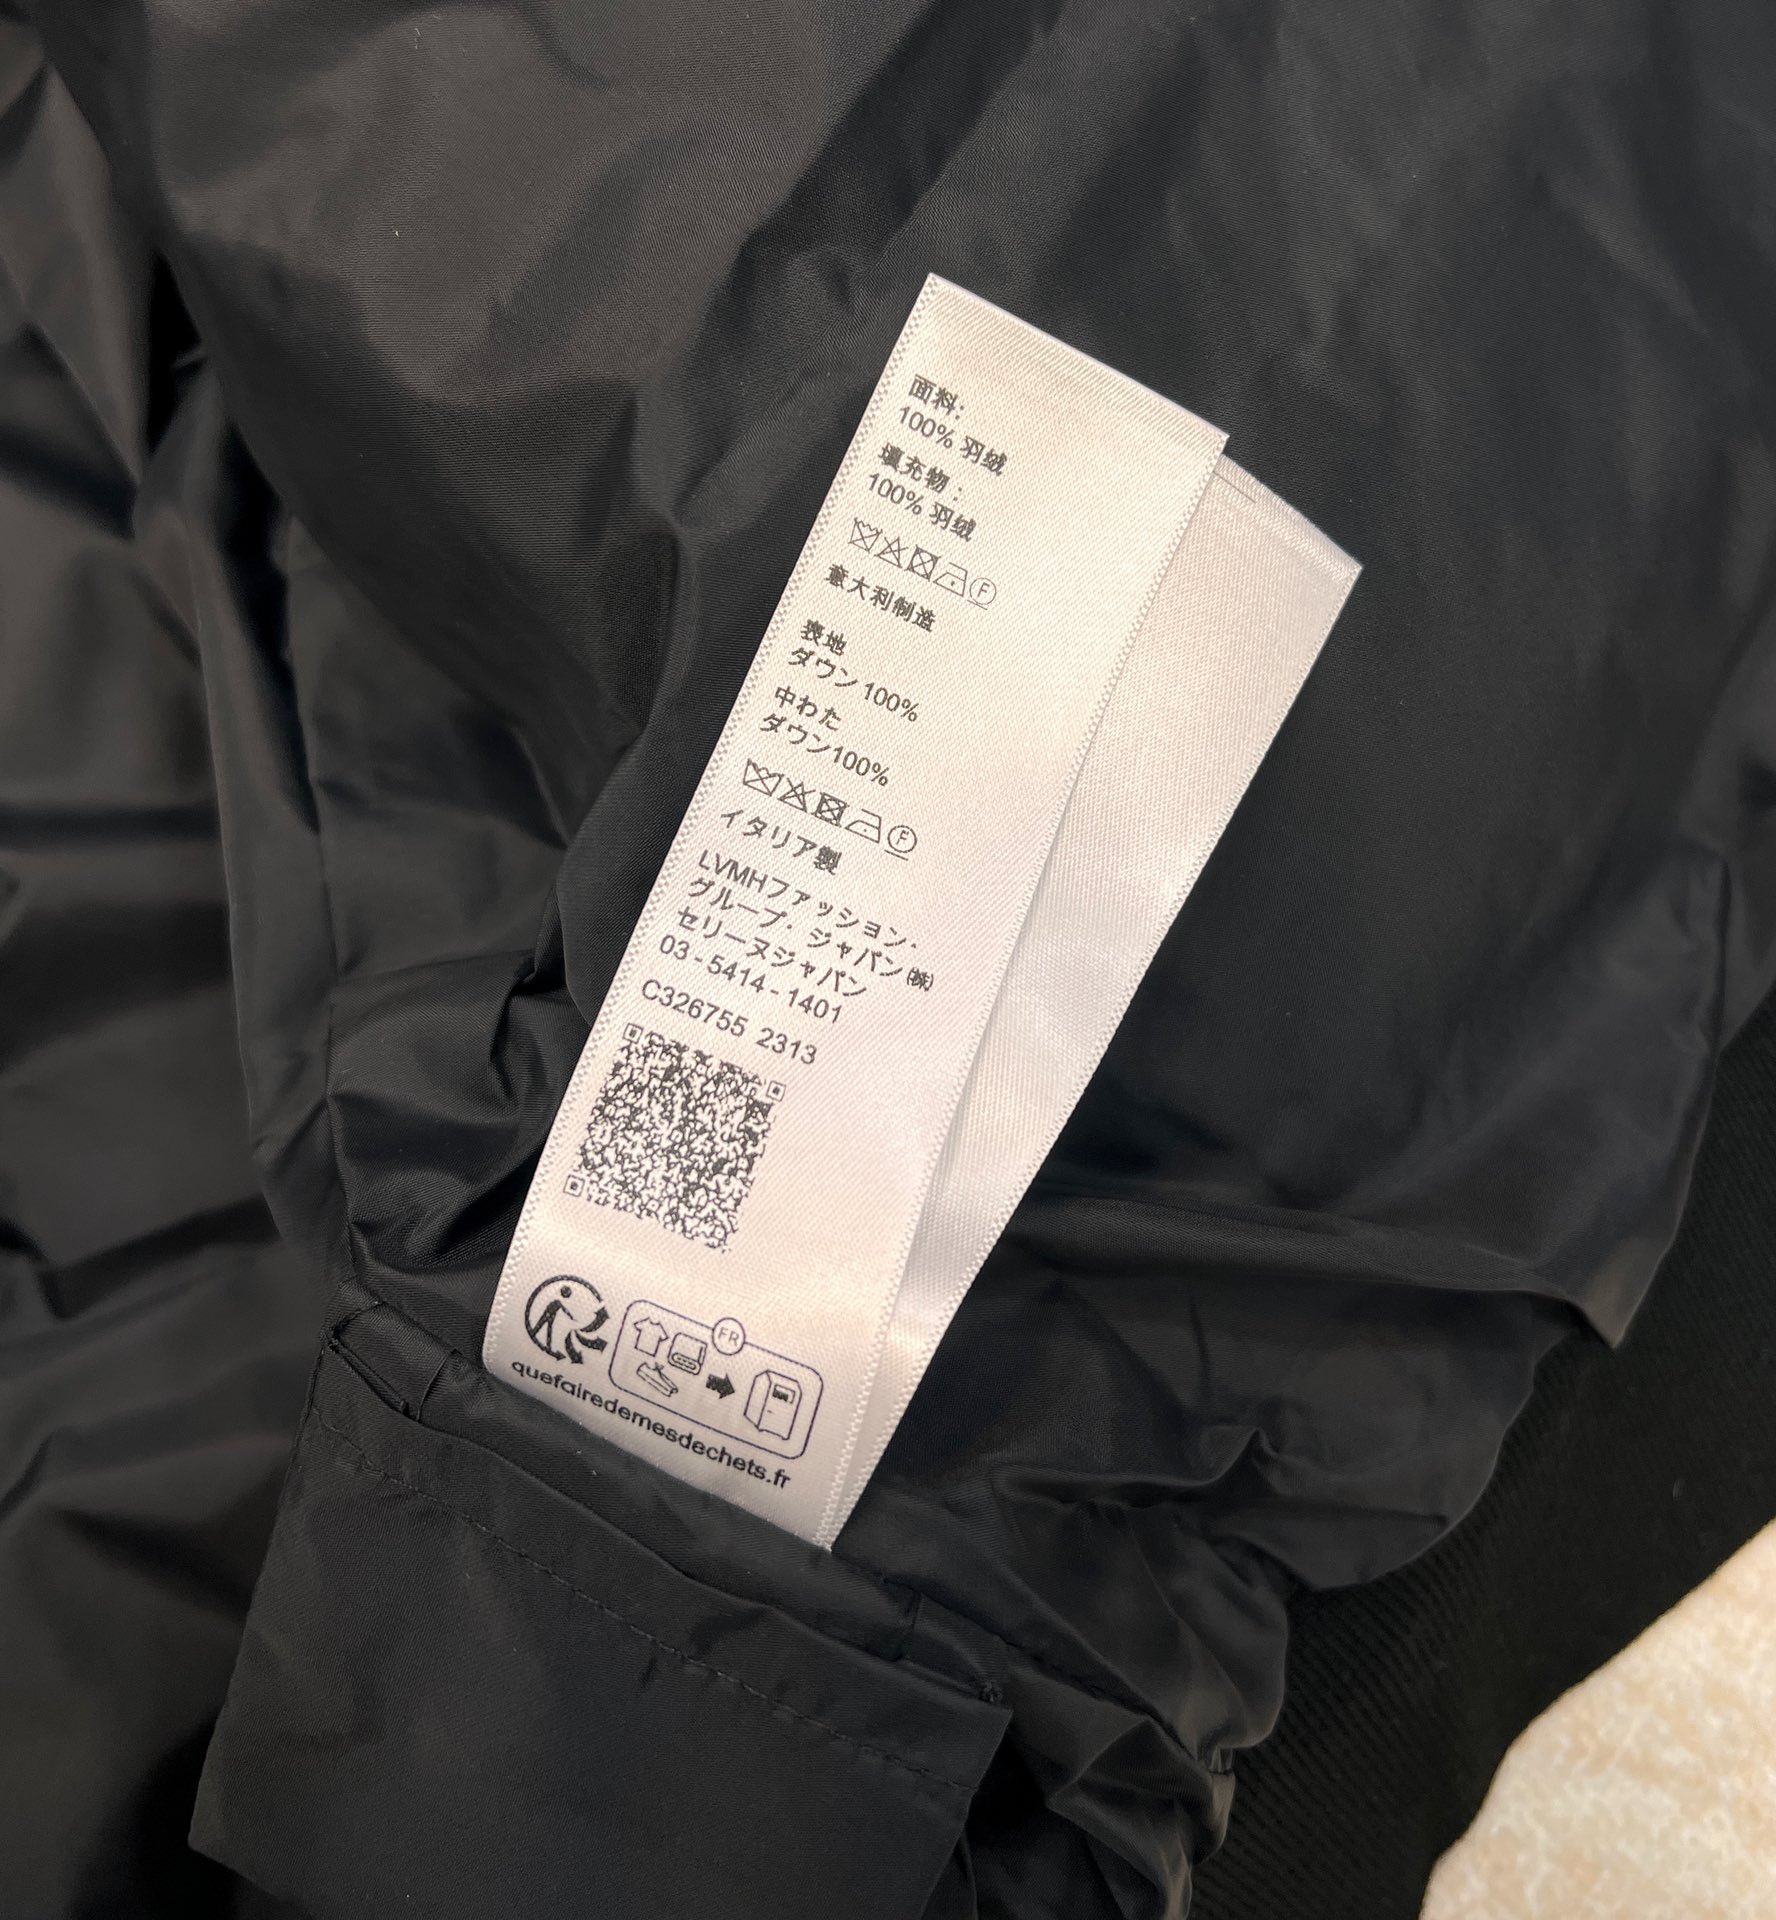 面料:
100% 羽绒
填充物:
100% 羽绒
F
意大利制造
表地
ダウン100%
中わた
ダウン100%
F
イタリア製
LVMHファッション・
グループ・ジャパン㈱
セリーヌジャパン
03-5414-1401
C326755 2313
FR
quefairedemesdechets.fr